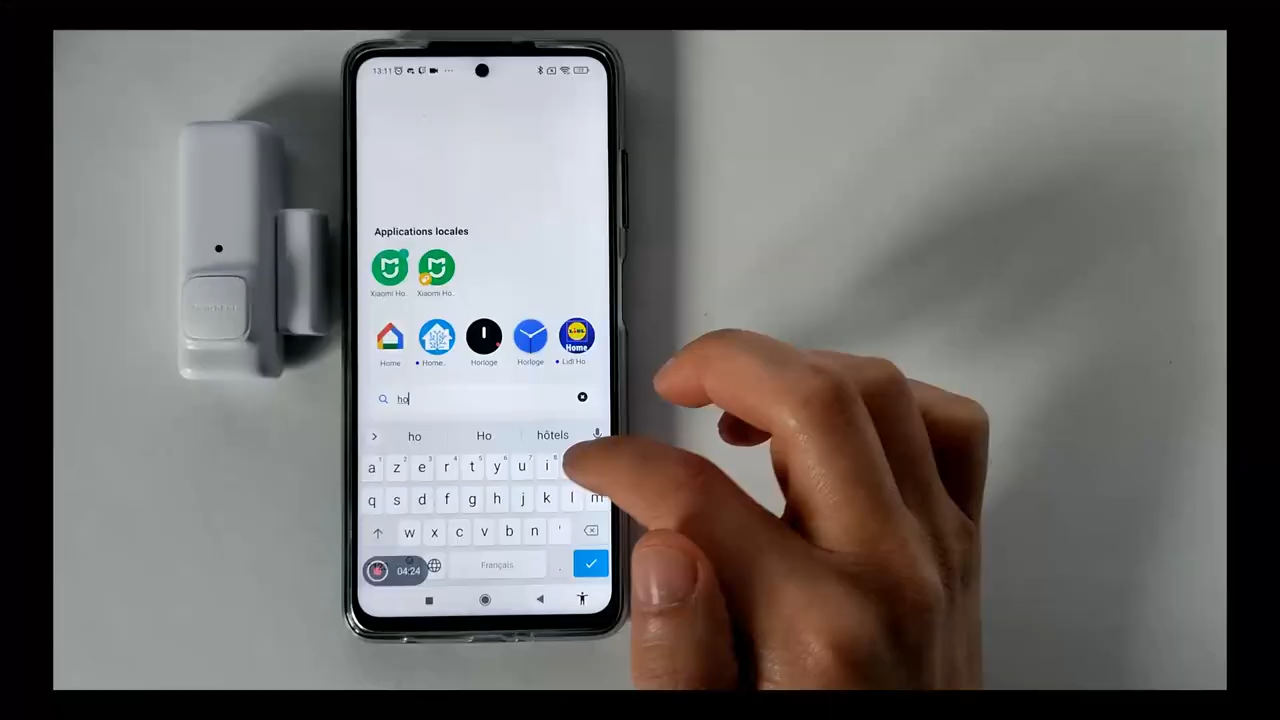 13:11
Applications locales
Xiaomi Ho..
Xiaomi Ho..
LIDL
Home
Home
Home..
Horloge
Horloge
Lidl Ho..
ho
ho Ho hôtels
a z e r t y u i
q s d f g h j k l m
w x c v b n '
04:24
Français
.